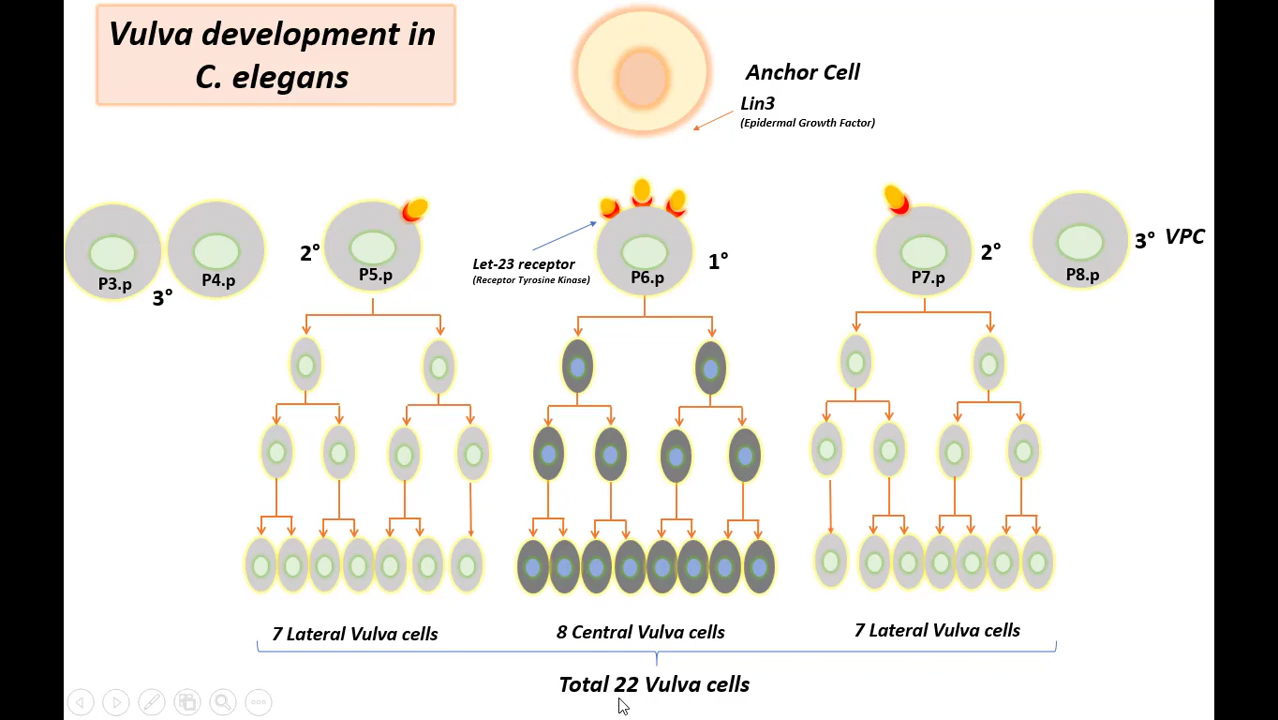 Vulva development in
C. elegans
Anchor Cell
Lin3
(Epidermal Growth Factor)
P3.p
3°
P4.p
2°
P5.p
Let-23 receptor
(Receptor Tyrosine Kinase)
P6.p
1°
P7.p
2°
P8.p
3° VPC
7 Lateral Vulva cells
8 Central Vulva cells
7 Lateral Vulva cells
Total 22 Vulva cells